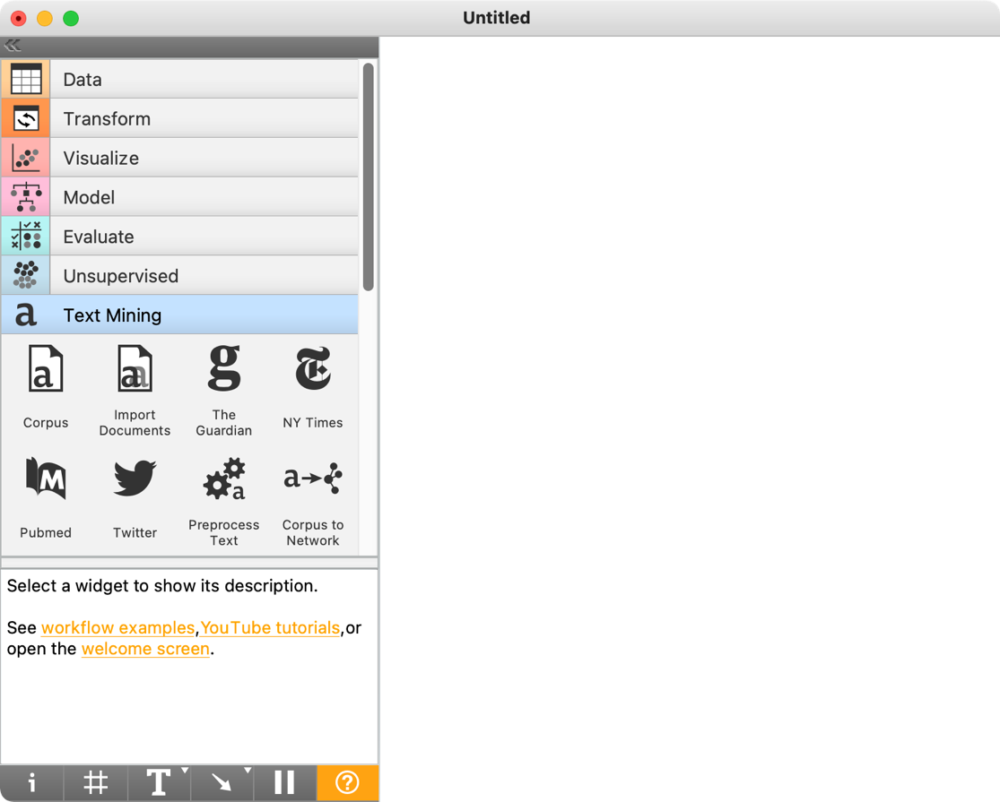 Untitled
Data
Transform
Visualize
Model
Evaluate
Unsupervised
a Text Mining
Corpus
Import
Documents
The
Guardian
NY Times
Pubmed
Twitter
Preprocess
Text
Corpus to
Network
Select a widget to show its description.
See workflow examples,YouTube tutorials,or
open the welcome screen.